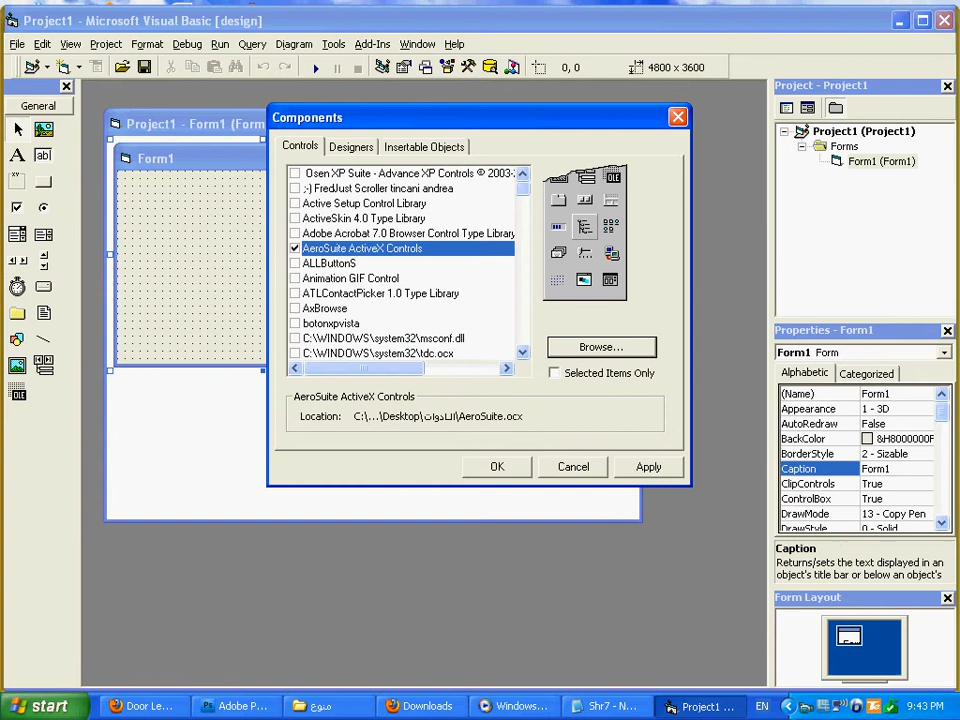 Project1 - Microsoft Visual Basic [design]
File Edit View Project Format Debug Run Query Diagram Tools Add-Ins Window Help
0, 0 4800 x 3600
General
Project1 - Form1 (Form
Form1
Components
Controls Designers Insertable Objects
Osen XP Suite - Advance XP Controls © 2003-
;-) FredJust Scroller tincani andrea
Active Setup Control Library
ActiveSkin 4.0 Type Library
Adobe Acrobat 7.0 Browser Control Type Library
AeroSuite ActiveX Controls
ALLButtonS
Animation GIF Control
ATLContactPicker 1.0 Type Library
AxBrowse
botonxpvista
C:\WINDOWS\system32\msconf.dll
C:\WINDOWS\system32\tdc.ocx
Browse...
Selected Items Only
AeroSuite ActiveX Controls
Location: C:\...\Desktop\الادوات\AeroSuite.ocx
OK Cancel Apply
Project - Project1
Project1 (Project1)
Forms
Form1 (Form1)
Properties - Form1
Form1 Form
Alphabetic Categorized
(Name) Form1
Appearance 1 - 3D
AutoRedraw False
BackColor &H8000000F
BorderStyle 2 - Sizable
Caption Form1
ClipControls True
ControlBox True
DrawMode 13 - Copy Pen
DrawStyle 0 - Solid
Caption
Returns/sets the text displayed in an object's title bar or below an object's
Form Layout
start Door Le... Adobe P... منوع Downloads Windows... Shr7 - N... Project1 ... EN 9:43 PM